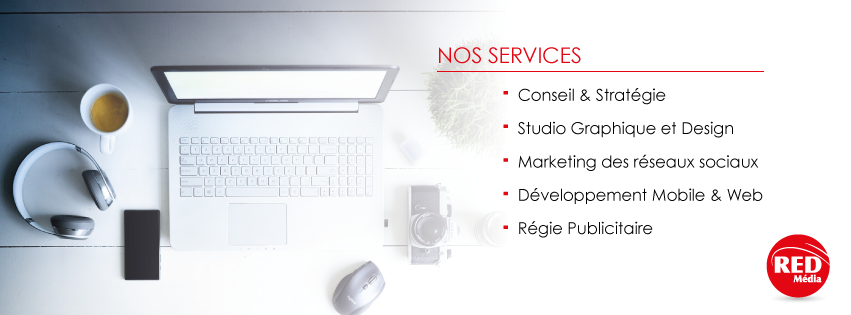 NOS SERVICES
Conseil & Stratégie
Studio Graphique et Design
Marketing des réseaux sociaux
Développement Mobile & Web
Régie Publicitaire
RED
Média